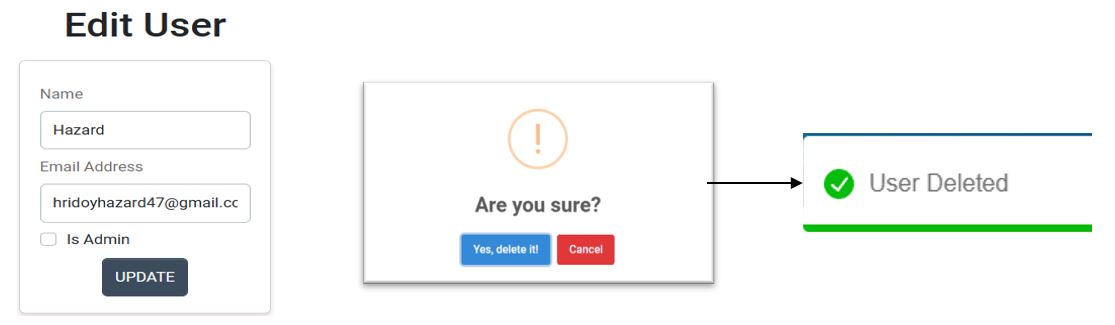 Edit User
Name
Hazard
Email Address
hridoyhazard47@gmail.cc
Is Admin
UPDATE
!
Are you sure?
Yes, delete it!
Cancel
User Deleted